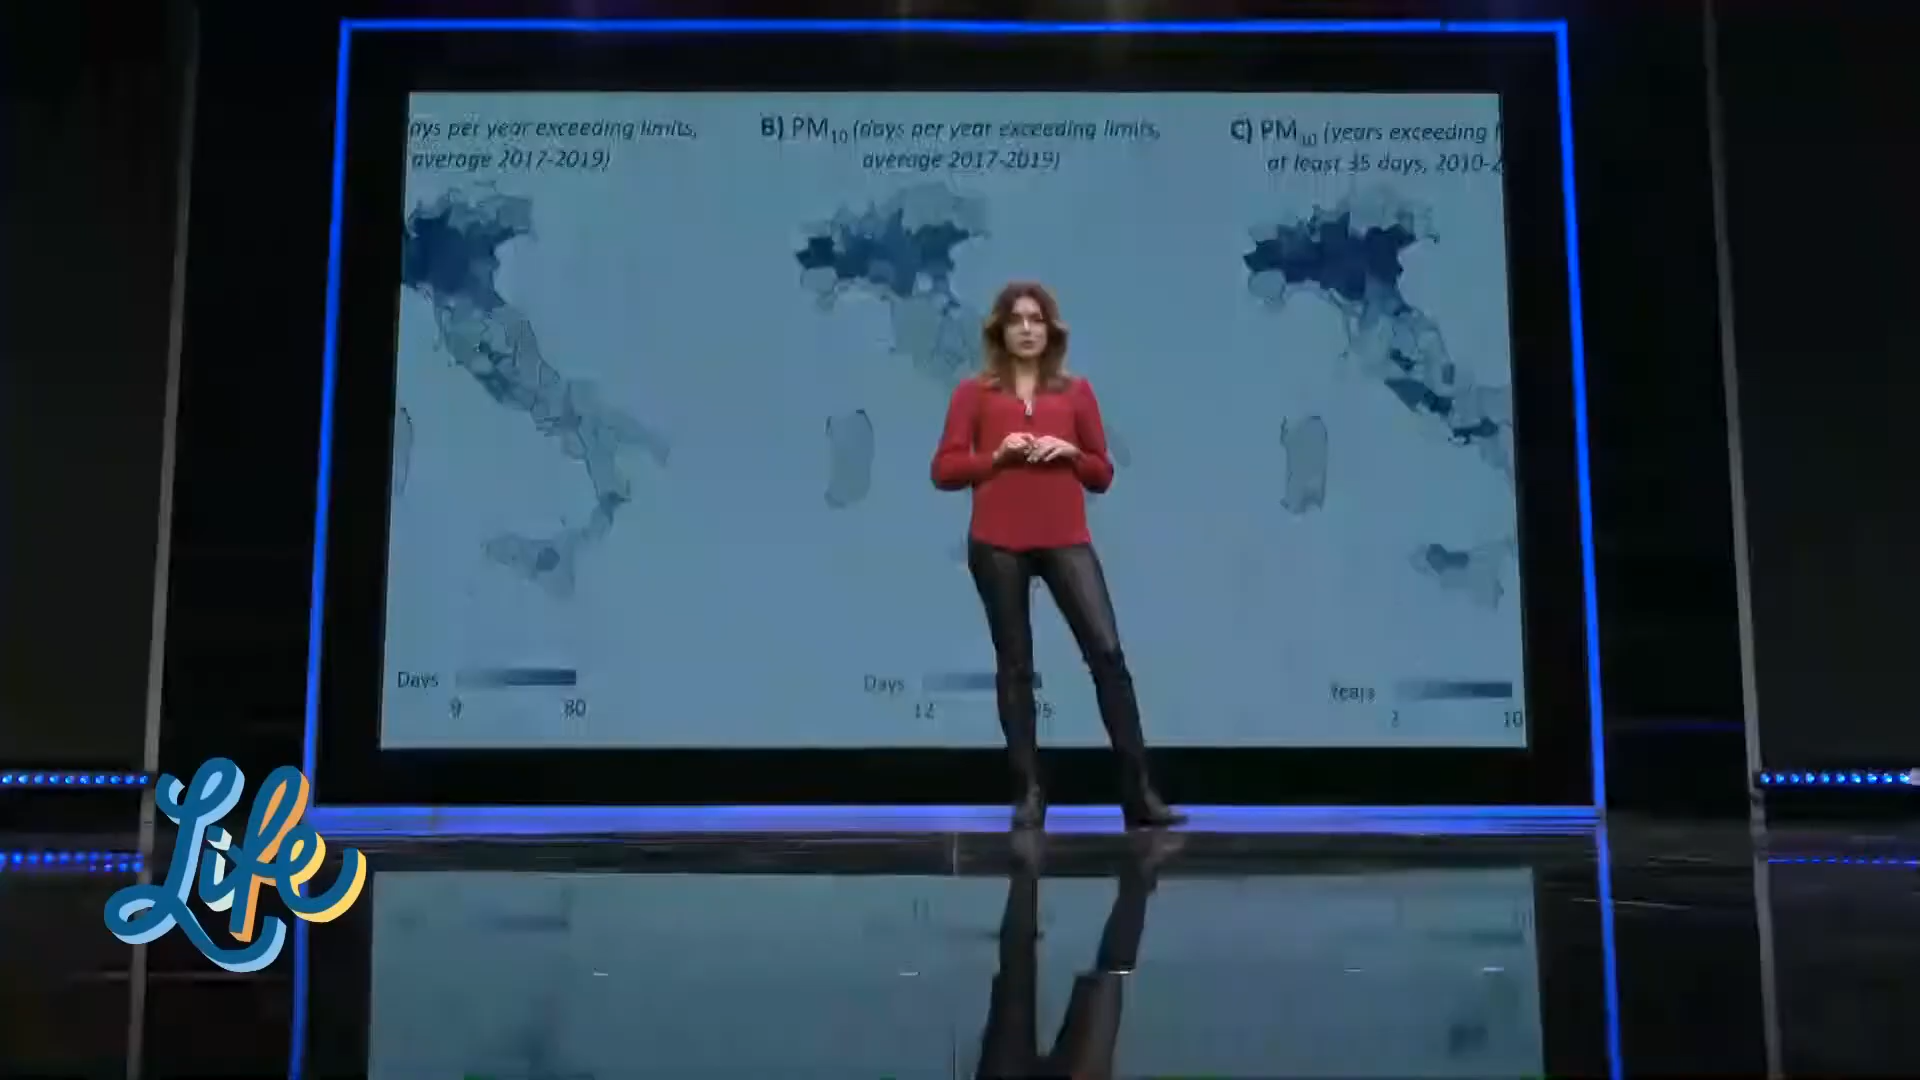 ays per year exceeding limits,
average 2017-2019)
B) PM10 (days per year exceeding limits,
average 2017-2019)
C) PM10 (years exceeding
at least 35 days, 2010-2
Days
80
Days
12
Years
10
Life